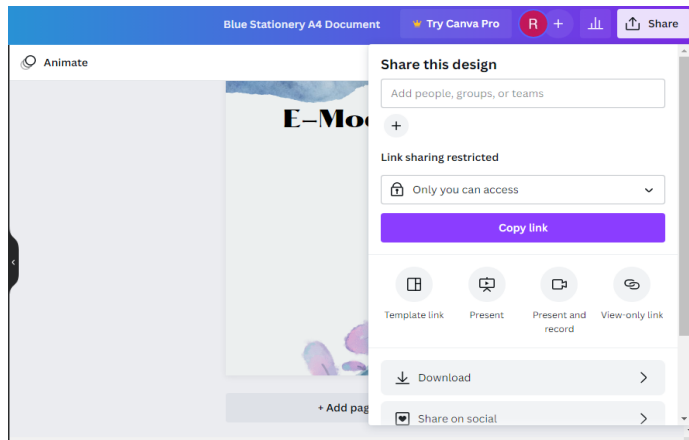 Blue Stationery A4 Document
Try Canva Pro
R
+
Share
Animate
Share this design
Add people, groups, or teams
+
Link sharing restricted
Only you can access
Copy link
Template link
Present
Present and
record
View-only link
Download
Share on social
E-Mo
+ Add pag